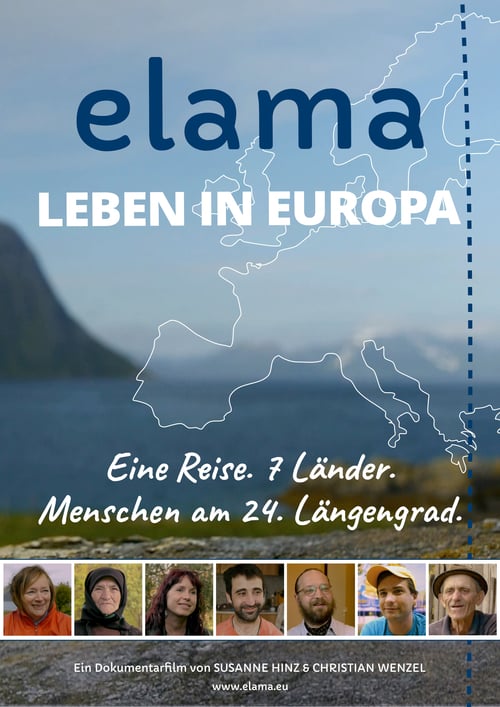 elama
LEBEN IN EUROPA
Eine Reise. 7 Länder.
Menschen am 24. Längengrad.
Ein Dokumentarfilm von SUSANNE HINZ & CHRISTIAN WENZEL
www.elama.eu